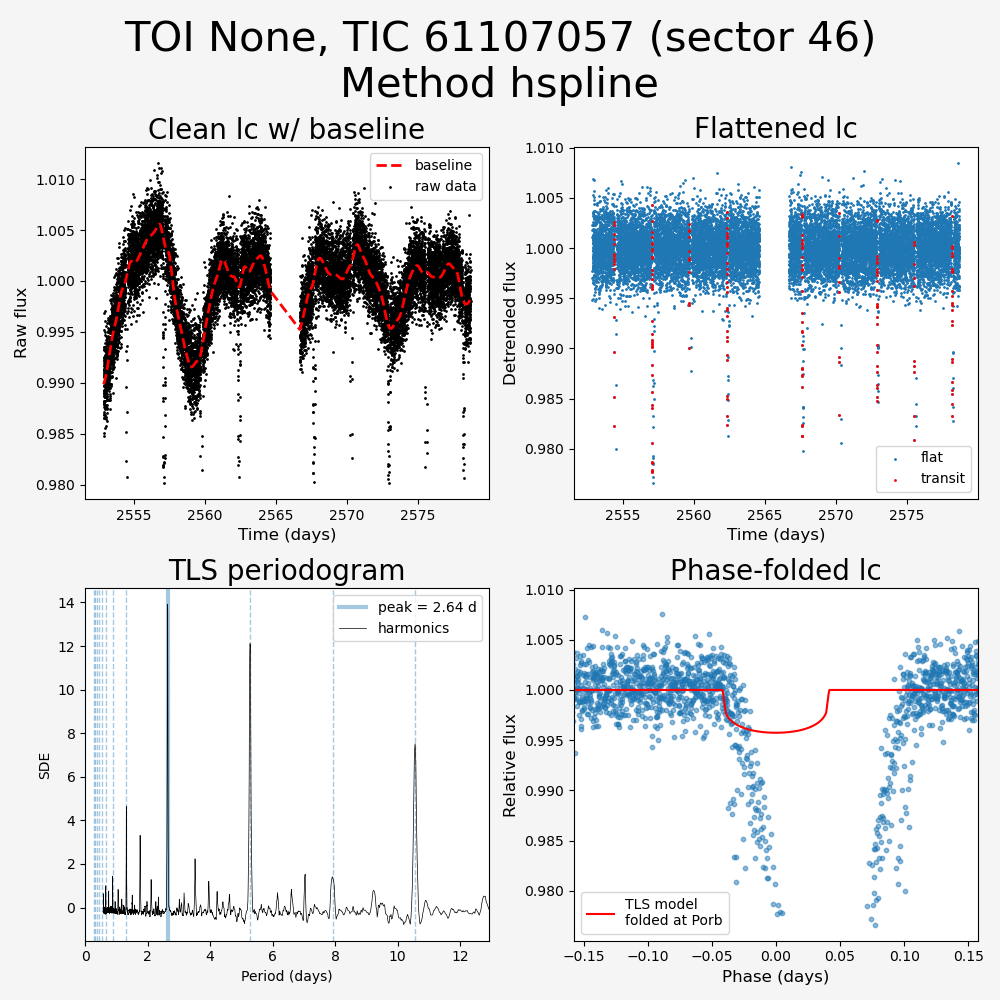 TOI None, TIC 61107057 (sector 46)
Method hspline
Clean lc w/ baseline
Flattened lc
baseline
raw data
1.010
1.005
1.000
0.995
0.990
0.985
0.980
Raw flux
2555
2560
2565
2570
2575
Time (days)
1.010
1.005
1.000
0.995
0.990
0.985
0.980
Detrended flux
flat
transit
2555
2560
2565
2570
2575
Time (days)
TLS periodogram
Phase-folded lc
peak = 2.64 d
harmonics
14
12
10
8
6
4
2
0
SDE
0
2
4
6
8
10
12
Period (days)
1.010
1.005
1.000
0.995
0.990
0.985
0.980
Relative flux
TLS model
folded at Porb
−0.15
−0.10
−0.05
0.00
0.05
0.10
0.15
Phase (days)